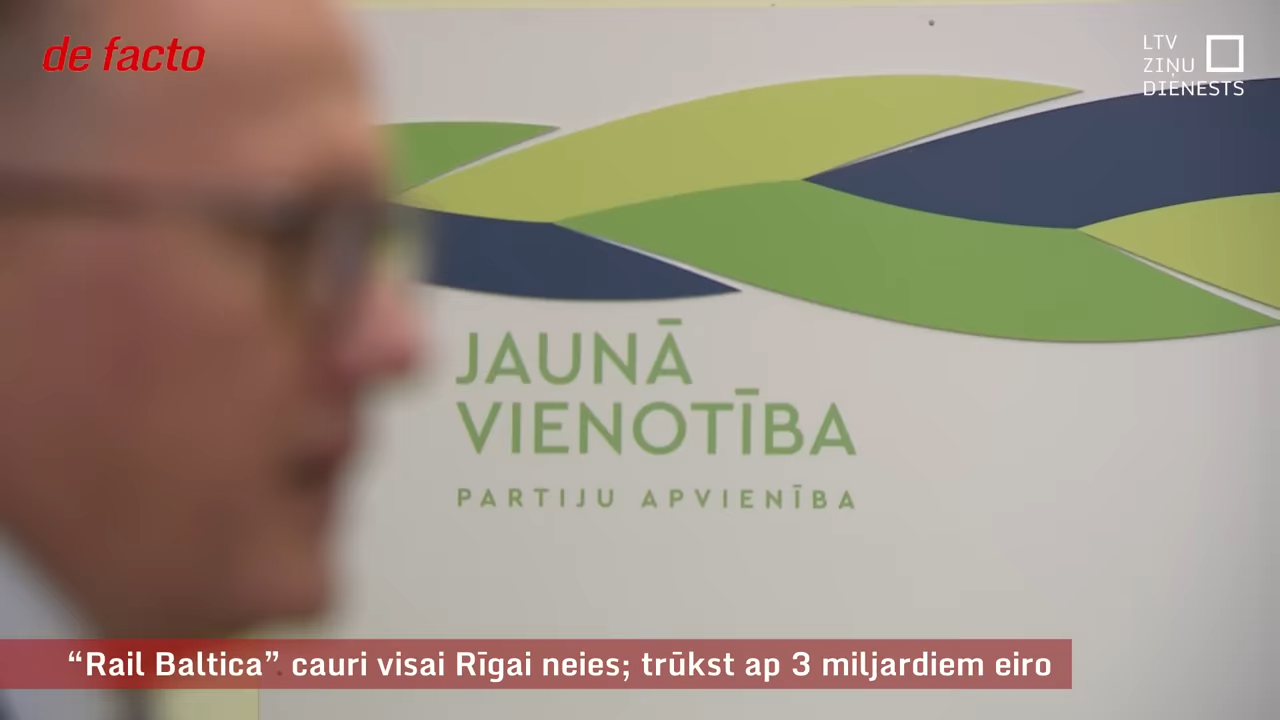 de facto
LTV
ZIŅU
DIENESTS
JAUNĀ
VIENOTĪBA
PARTIJU APVIENĪBA
“Rail Baltica” cauri visai Rīgai neies; trūkst ap 3 miljardiem eiro